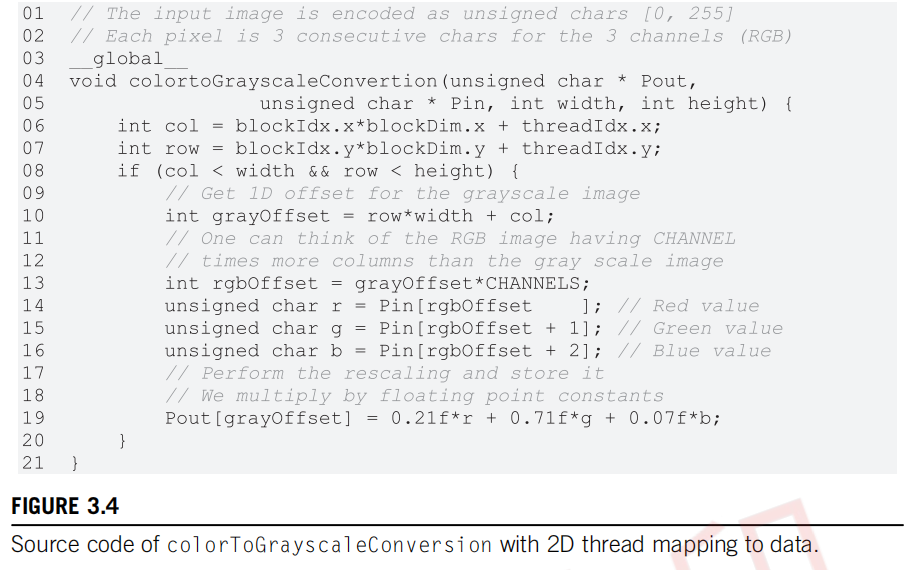 01 // The input image is encoded as unsigned chars [0, 255]
02 // Each pixel is 3 consecutive chars for the 3 channels (RGB)
03 __global__
04 void colortoGrayscaleConvertion(unsigned char * Pout,
05                 unsigned char * Pin, int width, int height) {
06     int col = blockIdx.x*blockDim.x + threadIdx.x;
07     int row = blockIdx.y*blockDim.y + threadIdx.y;
08     if (col < width && row < height) {
09         // Get 1D offset for the grayscale image
10         int grayOffset = row*width + col;
11         // One can think of the RGB image having CHANNEL
12         // times more columns than the gray scale image
13         int rgbOffset = grayOffset*CHANNELS;
14         unsigned char r = Pin[rgbOffset    ]; // Red value
15         unsigned char g = Pin[rgbOffset + 1]; // Green value
16         unsigned char b = Pin[rgbOffset + 2]; // Blue value
17         // Perform the rescaling and store it
18         // We multiply by floating point constants
19         Pout[grayOffset] = 0.21f*r + 0.71f*g + 0.07f*b;
20     }
21 }
FIGURE 3.4
Source code of colorToGrayscaleConversion with 2D thread mapping to data.